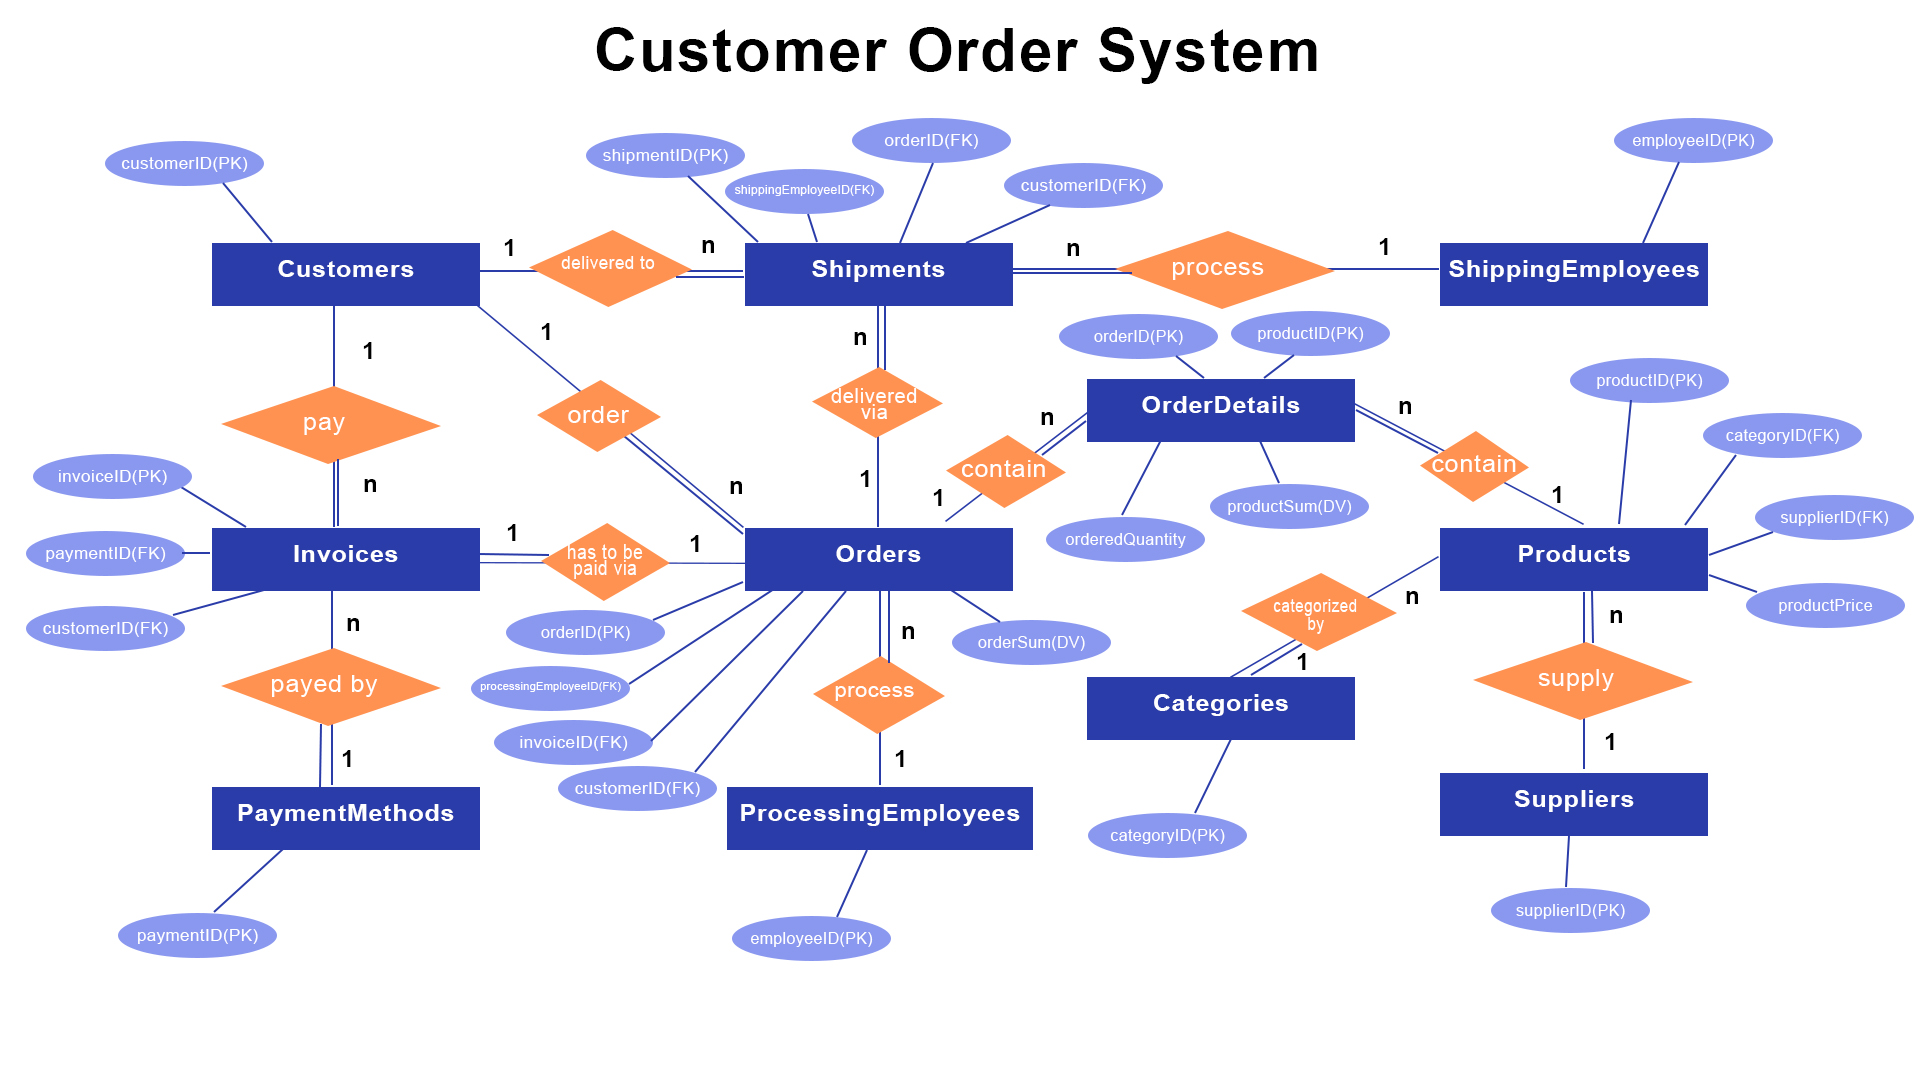 Customer Order System
customerID(PK)
shipmentID(PK)
shippingEmployeeID(FK)
orderID(FK)
customerID(FK)
employeeID(PK)
Customers
1
delivered to
n
Shipments
n
process
1
ShippingEmployees
1
1
n
orderID(PK)
productID(PK)
productID(PK)
categoryID(FK)
pay
order
delivered
via
n
OrderDetails
n
contain
contain
invoiceID(PK)
n
n
1
1
1
productSum(DV)
orderedQuantity
supplierID(FK)
paymentID(FK)
Invoices
1
has to be
paid via
1
Orders
Products
productPrice
customerID(FK)
n
orderID(PK)
n
orderSum(DV)
categorized
by
n
n
1
payed by
processingEmployeeID(FK)
process
Categories
supply
invoiceID(FK)
1
1
1
customerID(FK)
PaymentMethods
ProcessingEmployees
Suppliers
categoryID(PK)
paymentID(PK)
employeeID(PK)
supplierID(PK)